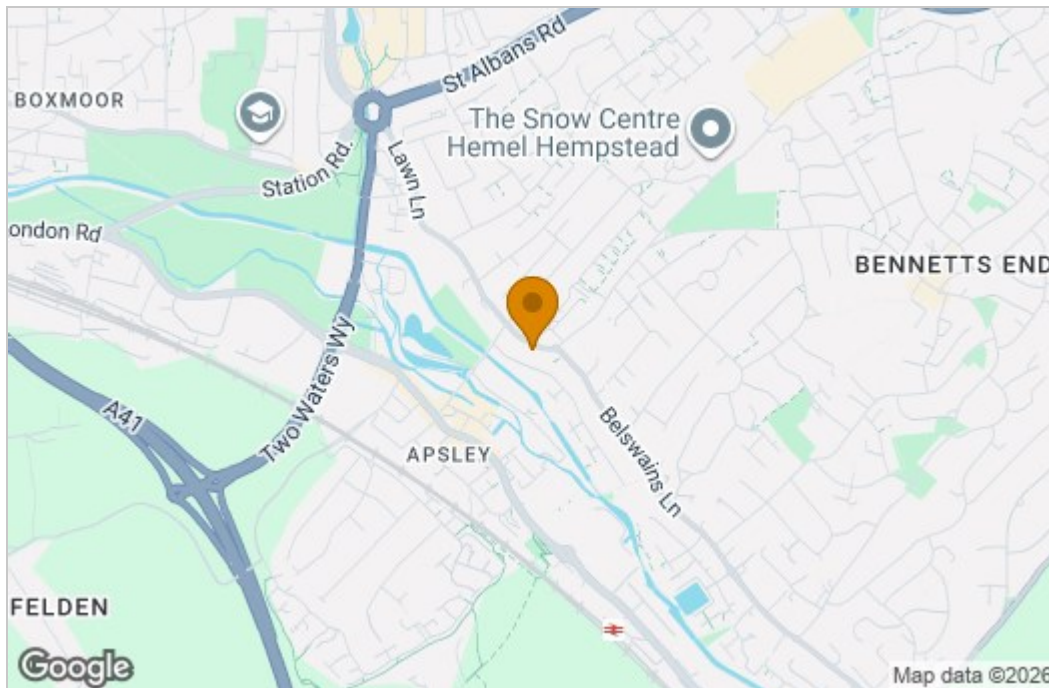 BOXMOOR
St Albans Rd
The Snow Centre
Hemel Hempstead
Station Rd.
Lawn Ln
ondon Rd
BENNETTS END
Two Waters Wy
A41
APSLEY
Belswains Ln
FELDEN
Google
Map data ©2026